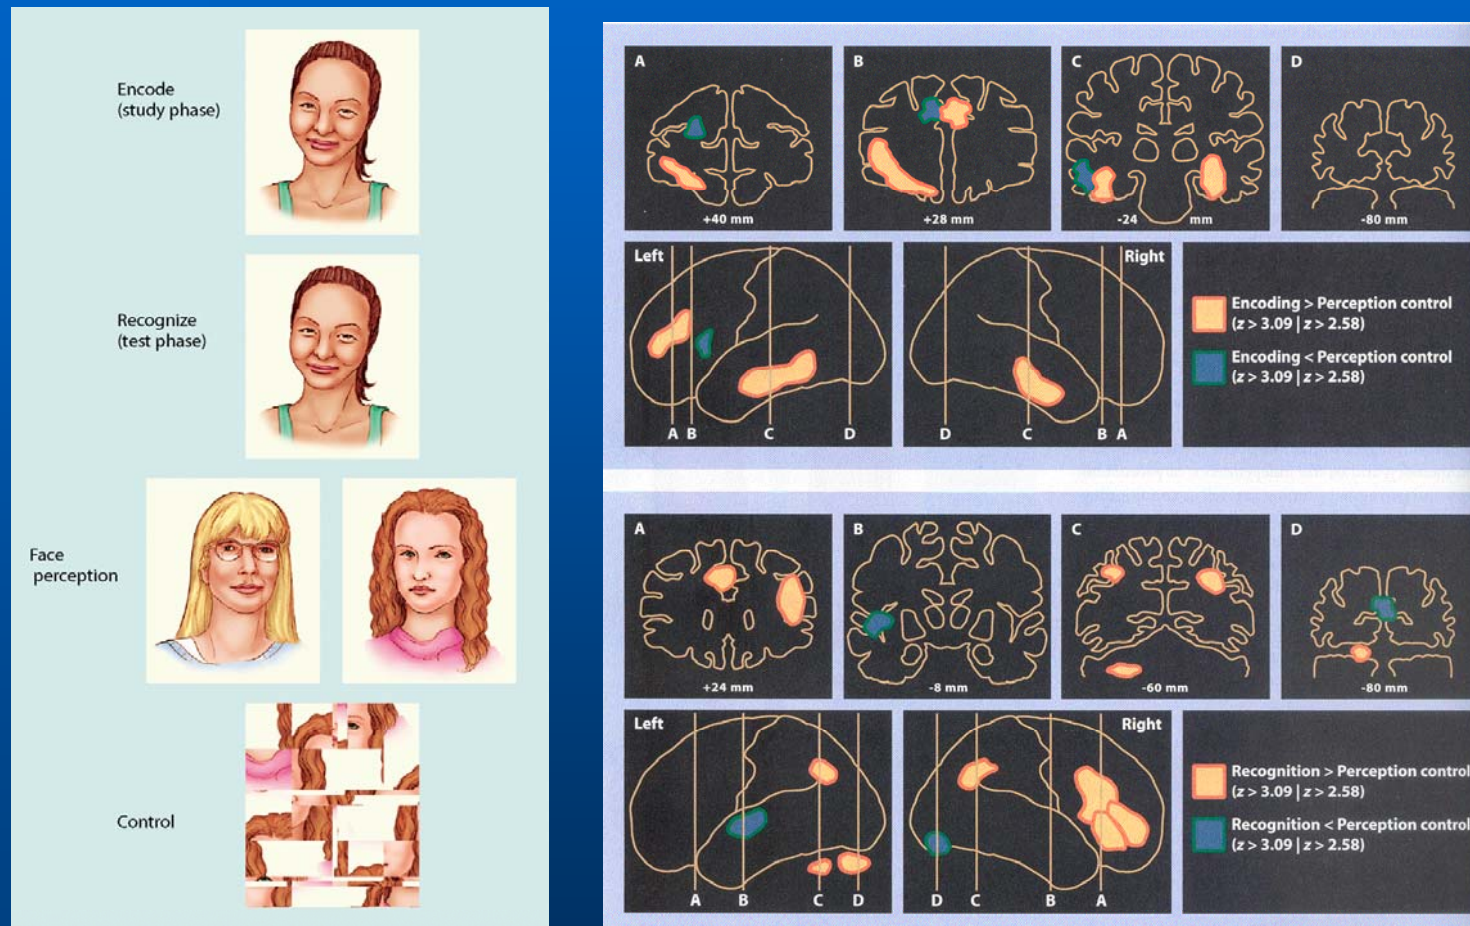 Encode
(study phase)
Recognize
(test phase)
Face
perception
Control
A
+40 mm
B
+28 mm
C
-24 mm
D
-80 mm
Left
A B C D
Right
D C B A
Encoding > Perception control
(z > 3.09 | z > 2.58)
Encoding < Perception control
(z > 3.09 | z > 2.58)
A
+24 mm
B
-8 mm
C
-60 mm
D
-80 mm
Left
A B C D
Right
D C B A
Recognition > Perception control
(z > 3.09 | z > 2.58)
Recognition < Perception control
(z > 3.09 | z > 2.58)